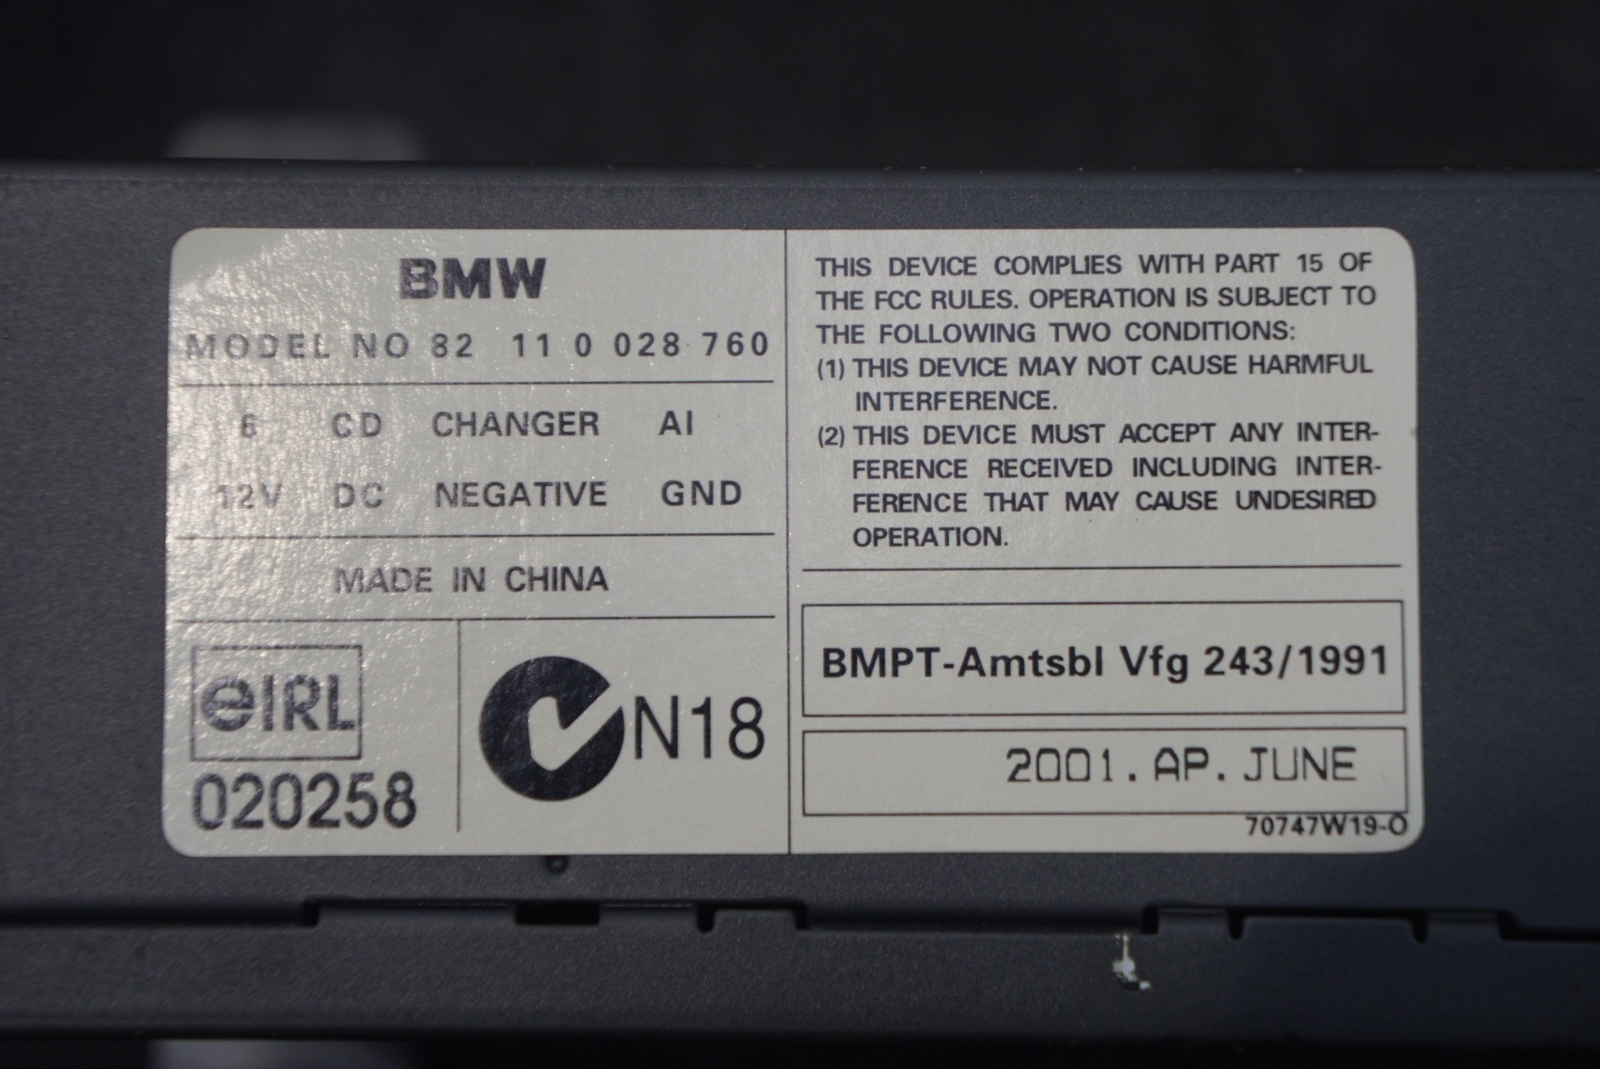 BMW
MODEL NO 82 11 0 028 760
6 CD CHANGER AI
12V DC NEGATIVE GND
MADE IN CHINA
eIRL
020258
N18
THIS DEVICE COMPLIES WITH PART 15 OF
THE FCC RULES. OPERATION IS SUBJECT TO
THE FOLLOWING TWO CONDITIONS:
(1) THIS DEVICE MAY NOT CAUSE HARMFUL
INTERFERENCE.
(2) THIS DEVICE MUST ACCEPT ANY INTER-
FERENCE RECEIVED INCLUDING INTER-
FERENCE THAT MAY CAUSE UNDESIRED
OPERATION.
BMPT-Amtsbl Vfg 243/1991
2001. AP. JUNE
70747W19-O